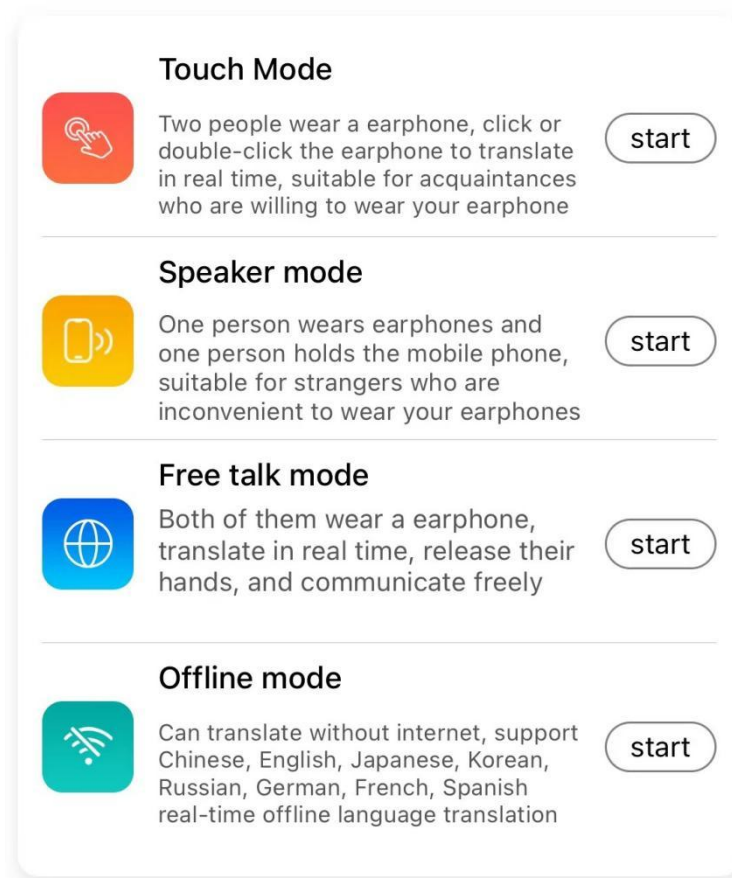 Touch Mode
Two people wear a earphone, click or
double-click the earphone to translate
in real time, suitable for acquaintances
who are willing to wear your earphone
start
Speaker mode
One person wears earphones and
one person holds the mobile phone,
suitable for strangers who are
inconvenient to wear your earphones
start
Free talk mode
Both of them wear a earphone,
translate in real time, release their
hands, and communicate freely
start
Offline mode
Can translate without internet, support
Chinese, English, Japanese, Korean,
Russian, German, French, Spanish
real-time offline language translation
start